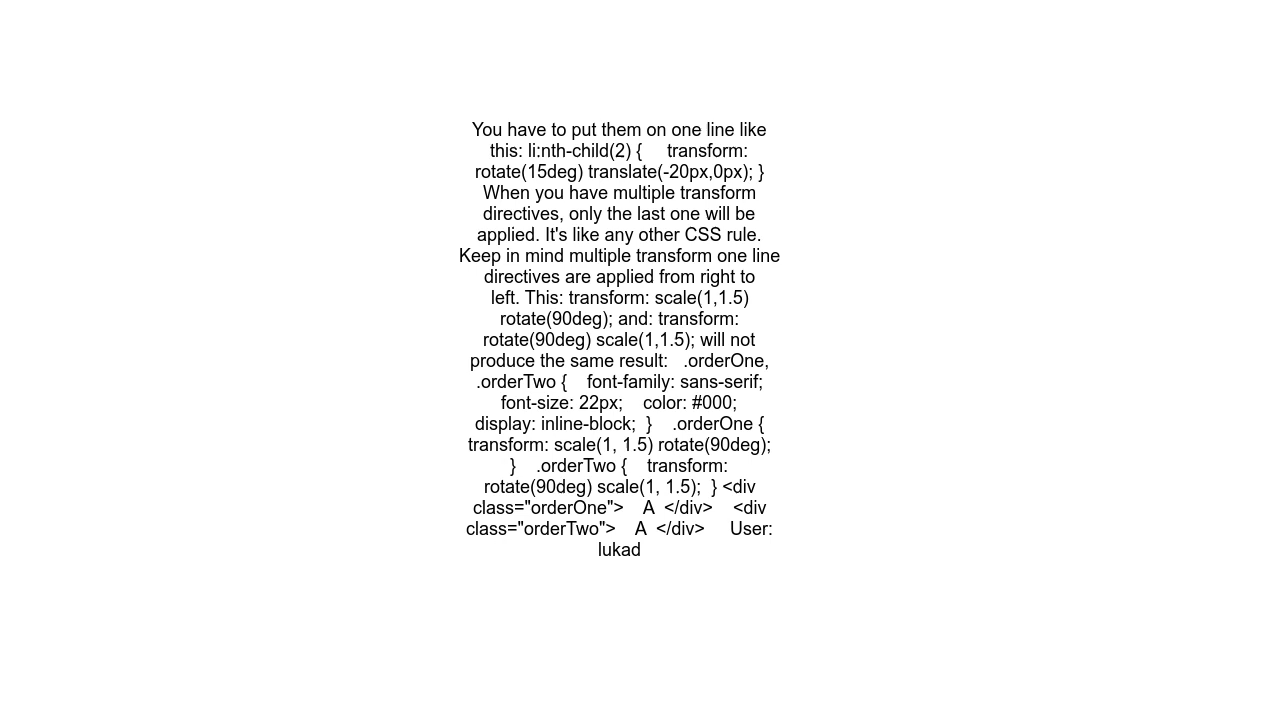 You have to put them on one line like
this: li:nth-child(2) {     transform:
rotate(15deg) translate(-20px,0px); }
When you have multiple transform
directives, only the last one will be
applied. It's like any other CSS rule.
Keep in mind multiple transform one line
directives are applied from right to
left. This: transform: scale(1,1.5)
rotate(90deg); and: transform:
rotate(90deg) scale(1,1.5); will not
produce the same result:   .orderOne,
.orderTwo {    font-family: sans-serif;
font-size: 22px;    color: #000;
display: inline-block;  }    .orderOne {
transform: scale(1, 1.5) rotate(90deg);
}    .orderTwo {    transform:
rotate(90deg) scale(1, 1.5);  } <div
class="orderOne">    A  </div>    <div
class="orderTwo">    A  </div>     User:
lukad